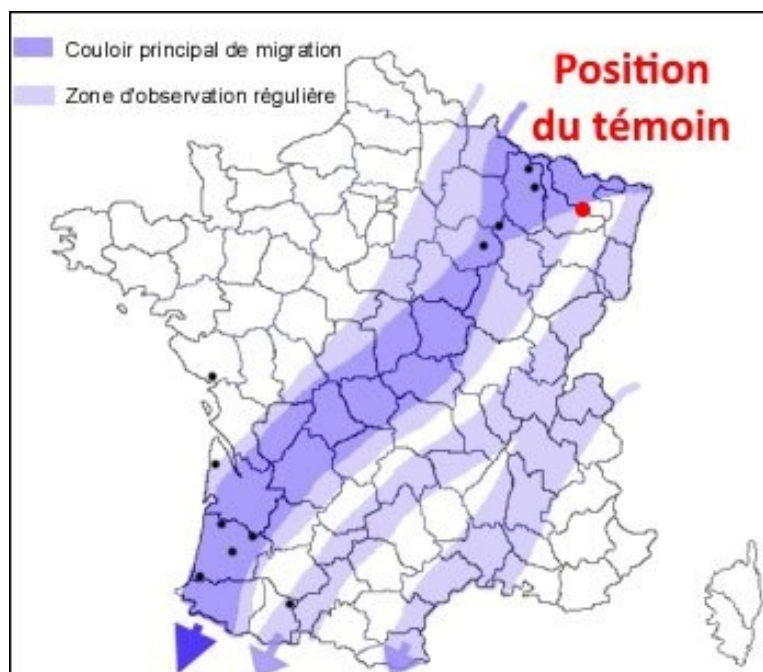 Couloir principal de migration
Zone d'observation régulière
Position
du témoin